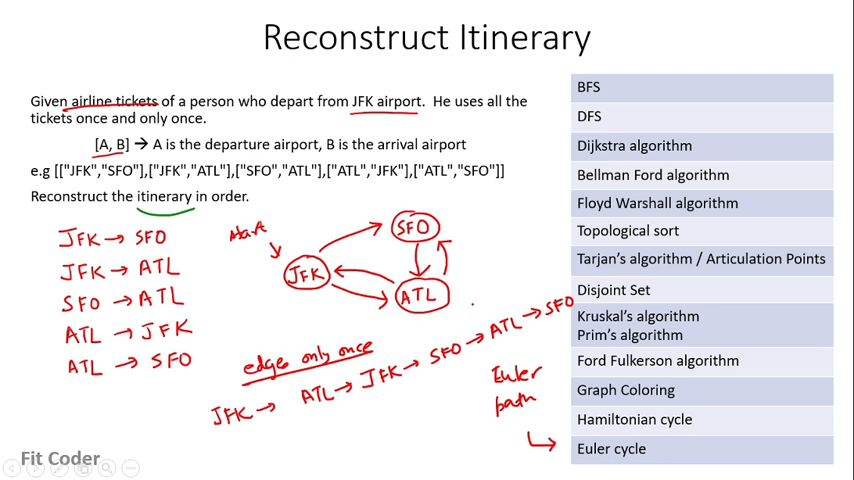 Reconstruct Itinerary
Given airline tickets of a person who depart from JFK airport. He uses all the
tickets once and only once.
[A, B] → A is the departure airport, B is the arrival airport
e.g [["JFK","SFO"],["JFK","ATL"],["SFO","ATL"],["ATL","JFK"],["ATL","SFO"]]
Reconstruct the itinerary in order.
JFK → SFO
JFK → ATL
SFO → ATL
ATL → JFK
ATL → SFO
start
JFK
SFO
ATL
edge only once
JFK → ATL → JFK → SFO → ATL → SFO
Euler
path
BFS
DFS
Dijkstra algorithm
Bellman Ford algorithm
Floyd Warshall algorithm
Topological sort
Tarjan's algorithm / Articulation Points
Disjoint Set
Kruskal's algorithm
Prim's algorithm
Ford Fulkerson algorithm
Graph Coloring
Hamiltonian cycle
Euler cycle
Fit Coder